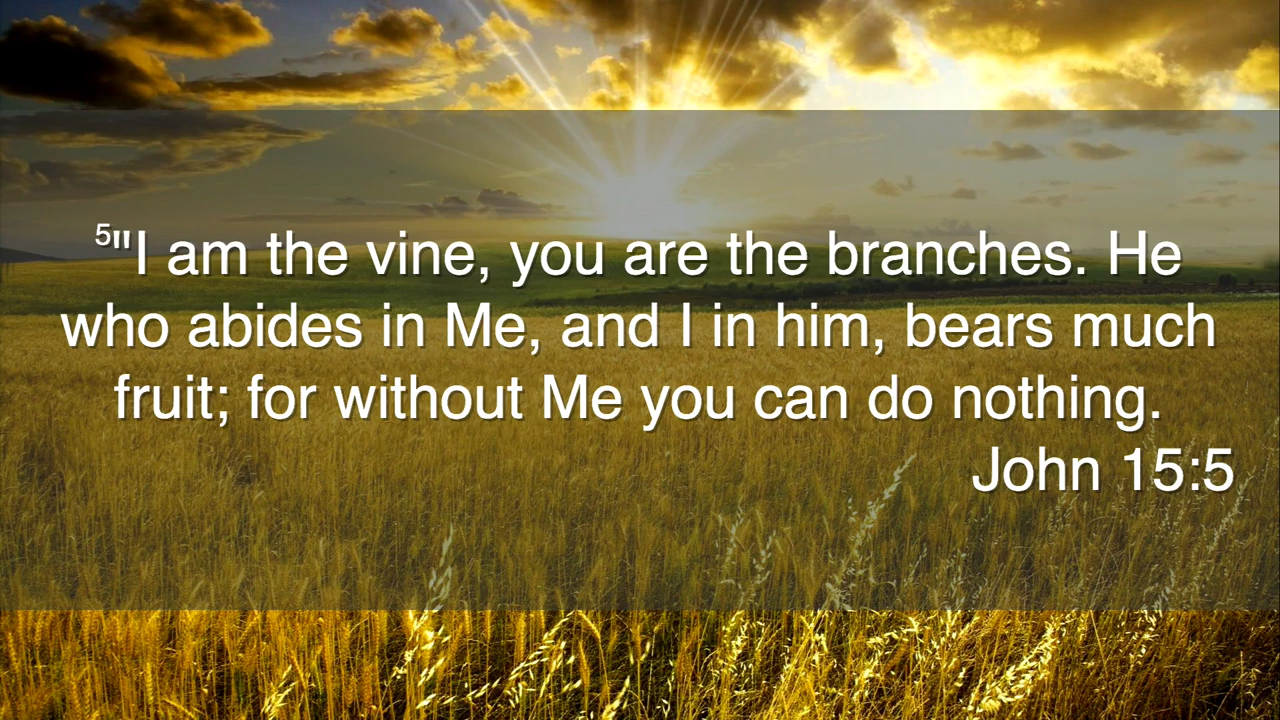 ⁵"I am the vine, you are the branches. He
who abides in Me, and I in him, bears much
fruit; for without Me you can do nothing.
John 15:5